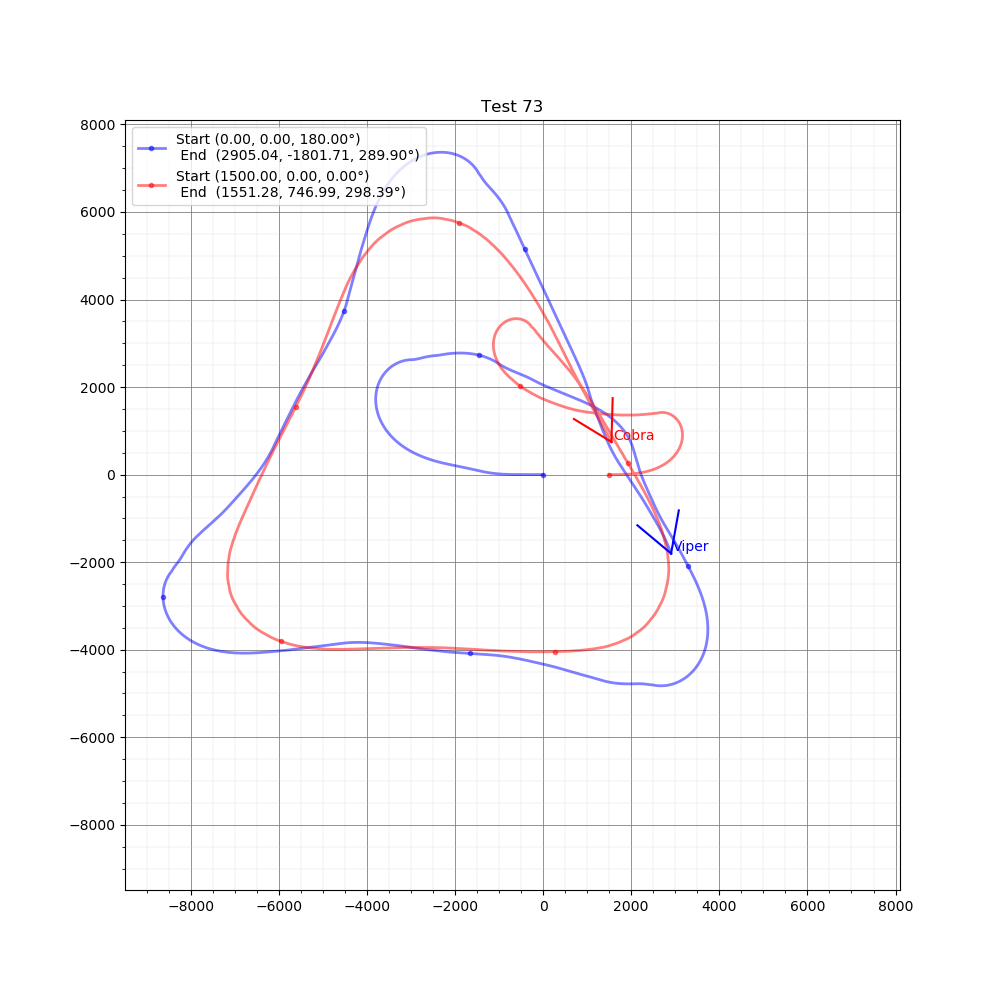 Test 73
Start (0.00, 0.00, 180.00°)
End (2905.04, -1801.71, 289.90°)
Start (1500.00, 0.00, 0.00°)
End (1551.28, 746.99, 298.39°)
8000
6000
4000
2000
0
−2000
−4000
−6000
−8000
Cobra
Viper
−8000 −6000 −4000 −2000 0 2000 4000 6000 8000